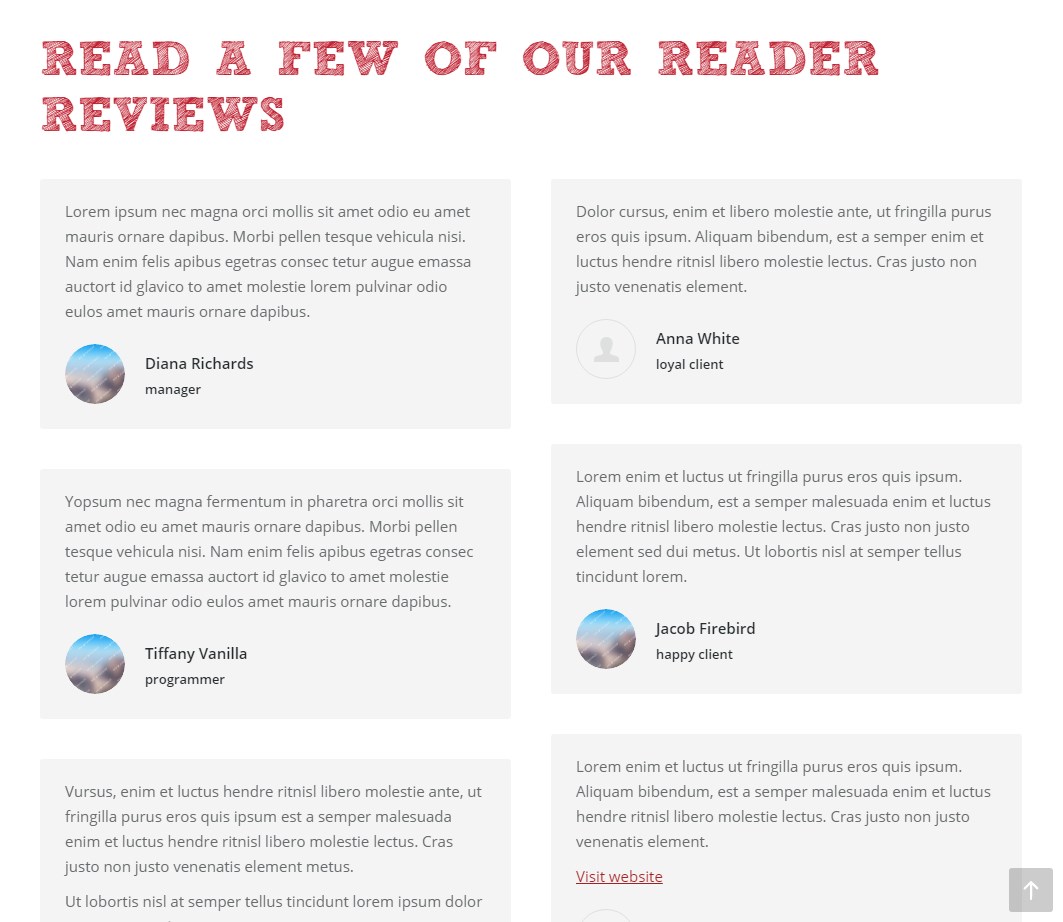 READ A FEW OF OUR READER
REVIEWS
Lorem ipsum nec magna orci mollis sit amet odio eu amet
mauris ornare dapibus. Morbi pellen tesque vehicula nisi.
Nam enim felis apibus egetras consec tetur augue emassa
auctort id glavico to amet molestie lorem pulvinar odio
eulos amet mauris ornare dapibus.
Diana Richards
manager
Yopsum nec magna fermentum in pharetra orci mollis sit
amet odio eu amet mauris ornare dapibus. Morbi pellen
tesque vehicula nisi. Nam enim felis apibus egetras consec
tetur augue emassa auctort id glavico to amet molestie
lorem pulvinar odio eulos amet mauris ornare dapibus.
Tiffany Vanilla
programmer
Vursus, enim et luctus hendre ritnisl libero molestie ante, ut
fringilla purus eros quis ipsum est a semper malesuada
enim et luctus hendre ritnisl libero molestie lectus. Cras
justo non justo venenatis element metus.
Ut lobortis nisl at semper tellus tincidunt lorem ipsum dolor
Dolor cursus, enim et libero molestie ante, ut fringilla purus
eros quis ipsum. Aliquam bibendum, est a semper enim et
luctus hendre ritnisl libero molestie lectus. Cras justo non
justo venenatis element.
Anna White
loyal client
Lorem enim et luctus ut fringilla purus eros quis ipsum.
Aliquam bibendum, est a semper malesuada enim et luctus
hendre ritnisl libero molestie lectus. Cras justo non justo
element sed dui metus. Ut lobortis nisl at semper tellus
tincidunt lorem.
Jacob Firebird
happy client
Lorem enim et luctus ut fringilla purus eros quis ipsum.
Aliquam bibendum, est a semper malesuada enim et luctus
hendre ritnisl libero molestie lectus. Cras justo non justo
venenatis element.
Visit website